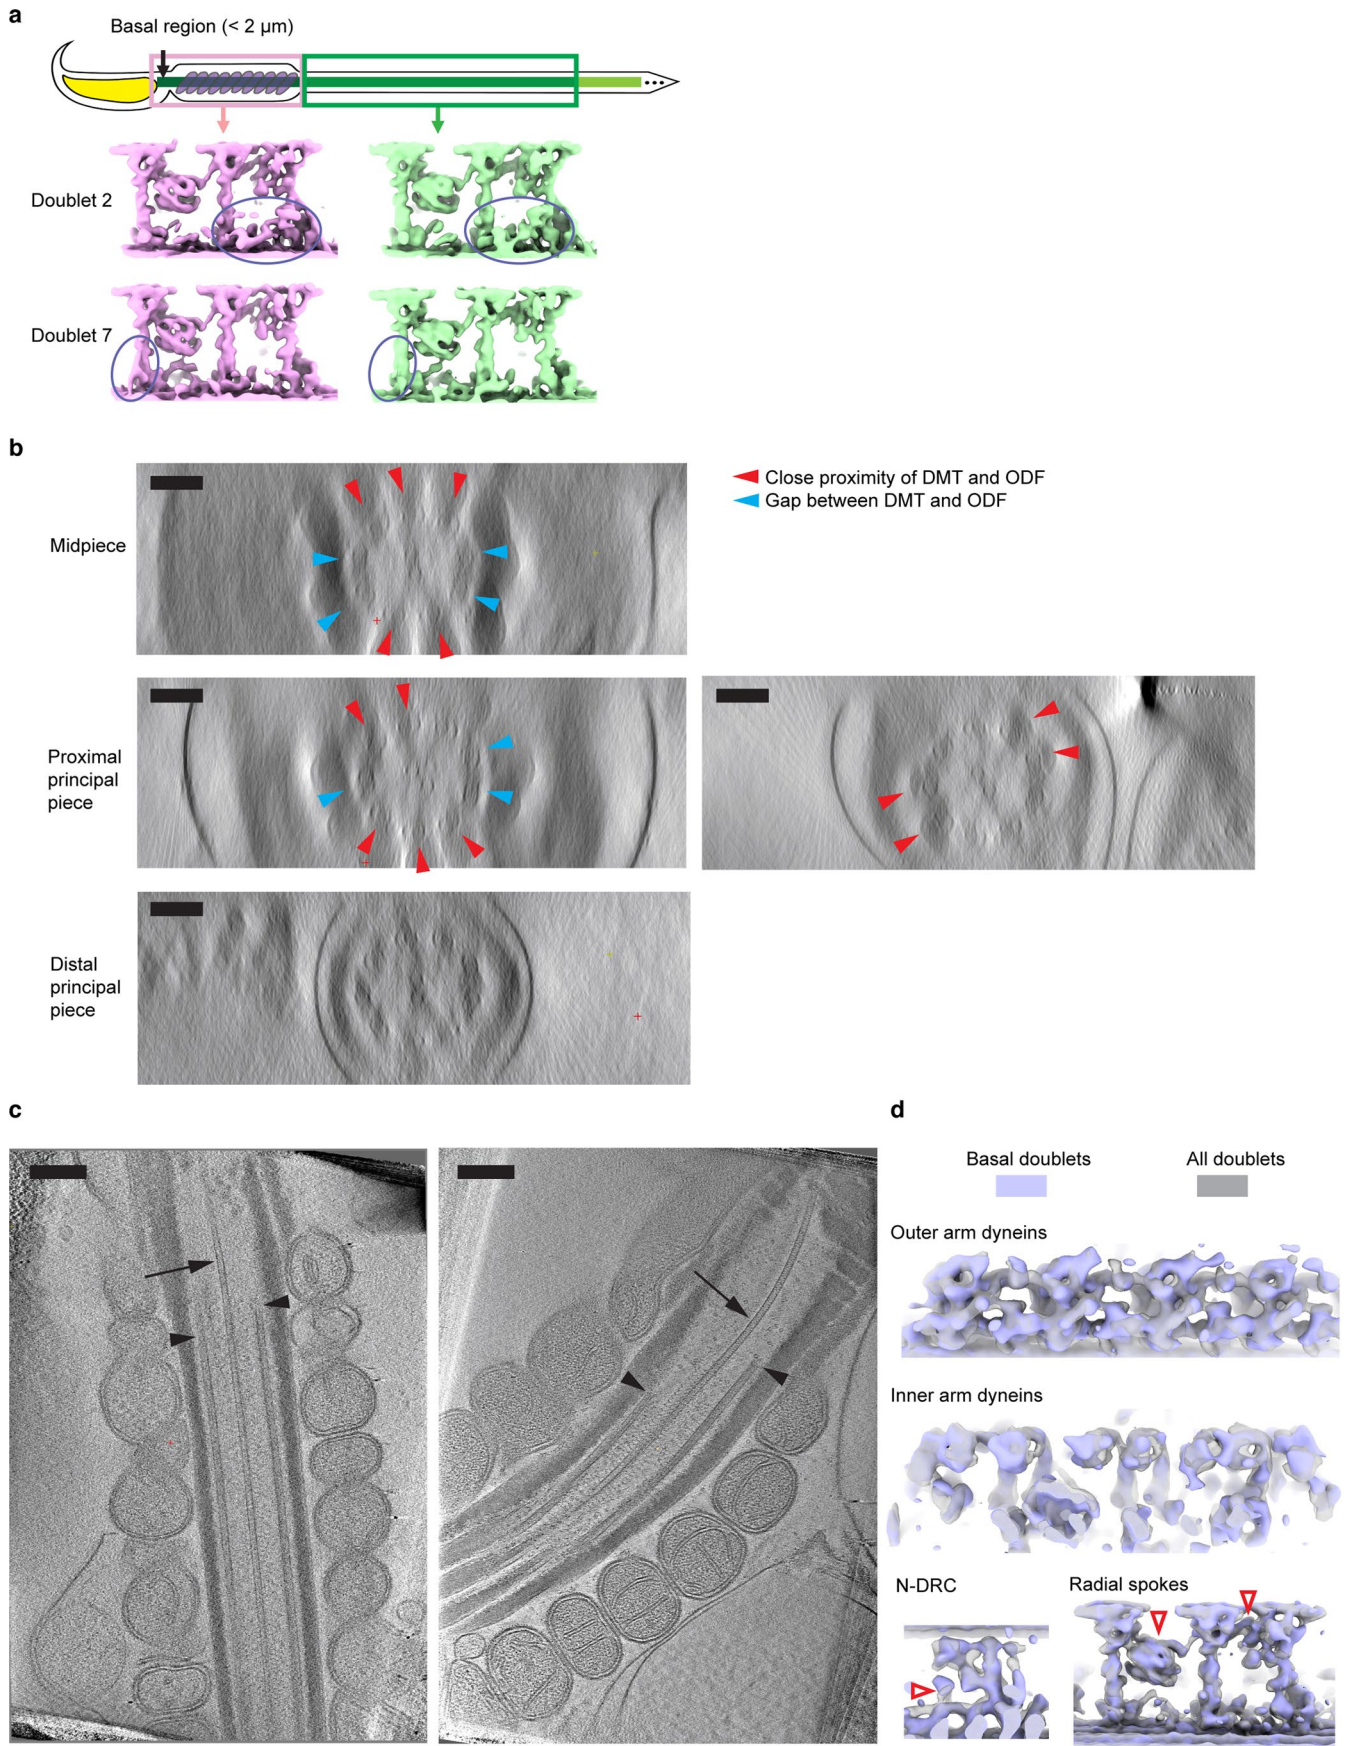 a
Basal region (< 2 µm)
Doublet 2
Doublet 7
b
Midpiece
Close proximity of DMT and ODF
Gap between DMT and ODF
Proximal
principal
piece
Distal
principal
piece
c
d
Basal doublets
All doublets
Outer arm dyneins
Inner arm dyneins
N-DRC
Radial spokes